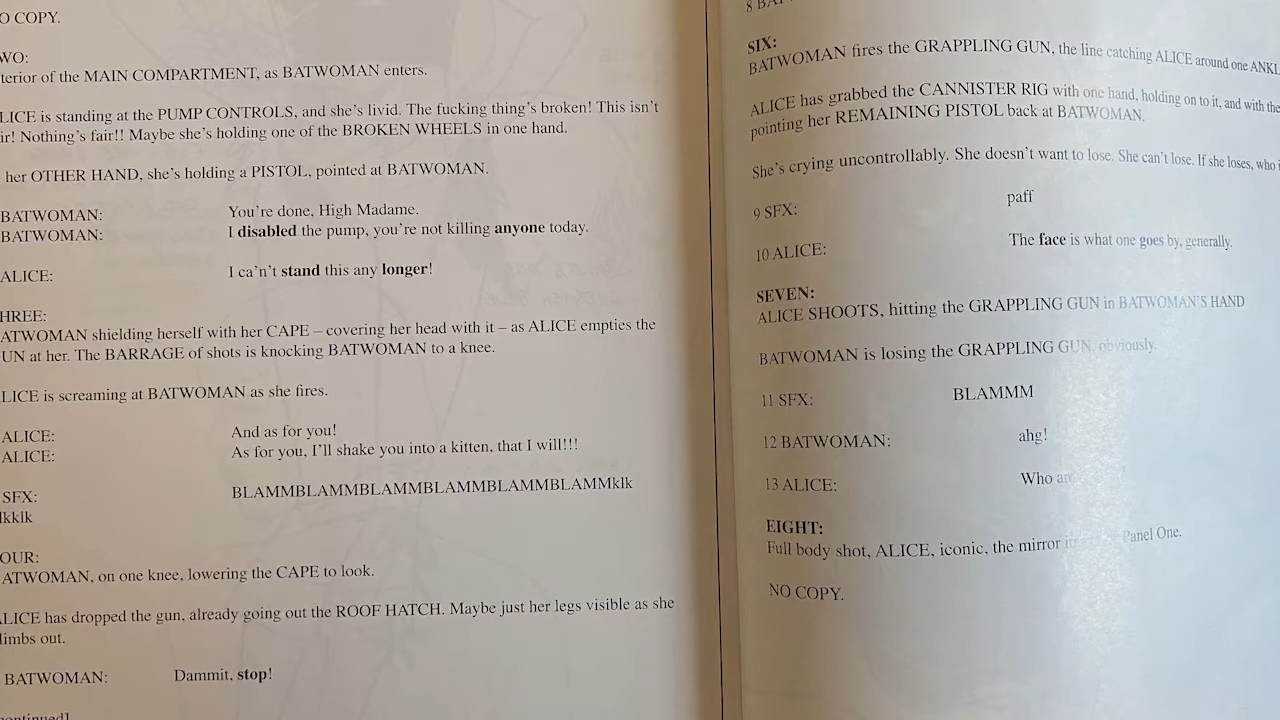 O COPY.
WO:
terior of the MAIN COMPARTMENT, as BATWOMAN enters.
LICE is standing at the PUMP CONTROLS, and she's livid. The fucking thing's broken! This isn't
ir! Nothing's fair!! Maybe she's holding one of the BROKEN WHEELS in one hand.
her OTHER HAND, she's holding a PISTOL, pointed at BATWOMAN.
BATWOMAN: You're done, High Madame.
BATWOMAN: I disabled the pump, you're not killing anyone today.
ALICE: I ca'n't stand this any longer!
HREE:
ATWOMAN shielding herself with her CAPE – covering her head with it – as ALICE empties the
UN at her. The BARRAGE of shots is knocking BATWOMAN to a knee.
LICE is screaming at BATWOMAN as she fires.
ALICE: And as for you!
ALICE: As for you, I'll shake you into a kitten, that I will!!!
SFX: BLAMMBLAMMBLAMMBLAMMBLAMMBLAMMklk
lkklk
OUR:
ATWOMAN, on one knee, lowering the CAPE to look.
LICE has dropped the gun, already going out the ROOF HATCH. Maybe just her legs visible as she
limbs out.
BATWOMAN: Dammit, stop!
ontinued]
8 BAT
SIX:
BATWOMAN fires the GRAPPLING GUN, the line catching ALICE around one ANKL
ALICE has grabbed the CANNISTER RIG with one hand, holding on to it, and with the
pointing her REMAINING PISTOL back at BATWOMAN.
She's crying uncontrollably. She doesn't want to lose. She can't lose. If she loses, who i
9 SFX: paff
10 ALICE: The face is what one goes by, generally.
SEVEN:
ALICE SHOOTS, hitting the GRAPPLING GUN in BATWOMAN'S HAND
BATWOMAN is losing the GRAPPLING GUN, obviously.
11 SFX: BLAMMM
12 BATWOMAN: ahg!
13 ALICE: Who
EIGHT:
Full body shot, ALICE, iconic, the mirror Panel One.
NO COPY.